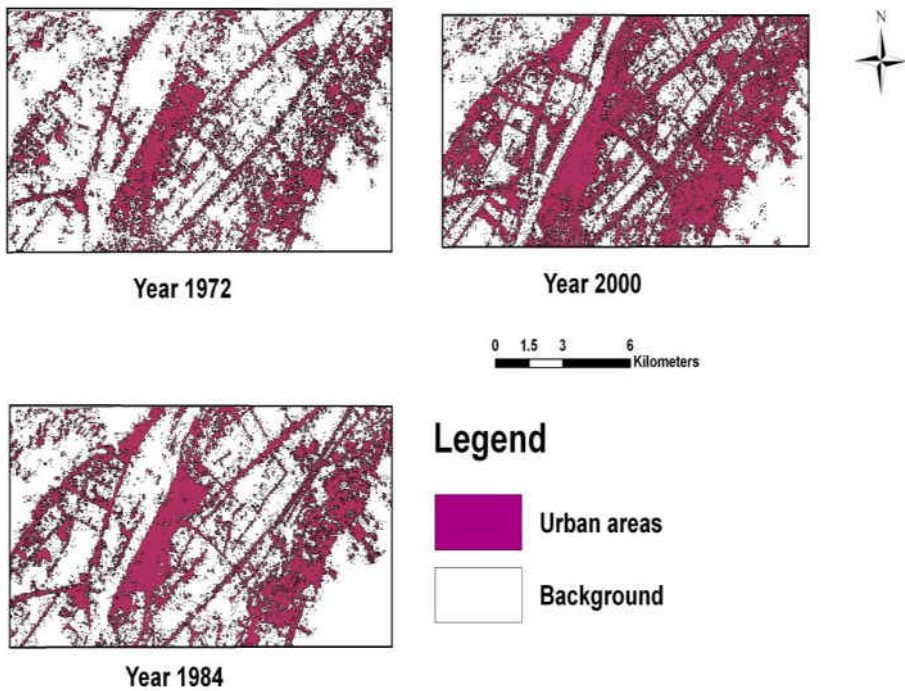 N
Year 1972
Year 2000
0 1.5 3 6
Kilometers
Legend
Urban areas
Background
Year 1984